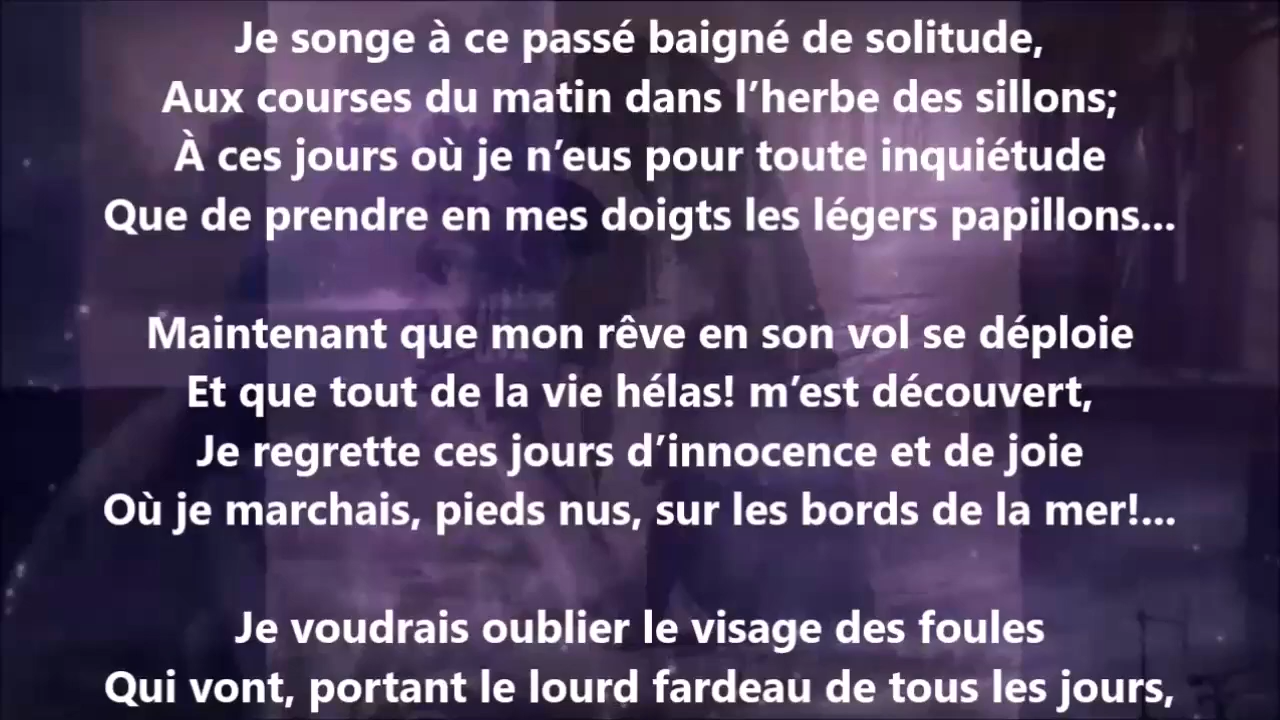 Je songe à ce passé baigné de solitude,
Aux courses du matin dans l’herbe des sillons;
À ces jours où je n’eus pour toute inquiétude
Que de prendre en mes doigts les légers papillons...
Maintenant que mon rêve en son vol se déploie
Et que tout de la vie hélas! m’est découvert,
Je regrette ces jours d’innocence et de joie
Où je marchais, pieds nus, sur les bords de la mer!...
Je voudrais oublier le visage des foules
Qui vont, portant le lourd fardeau de tous les jours,